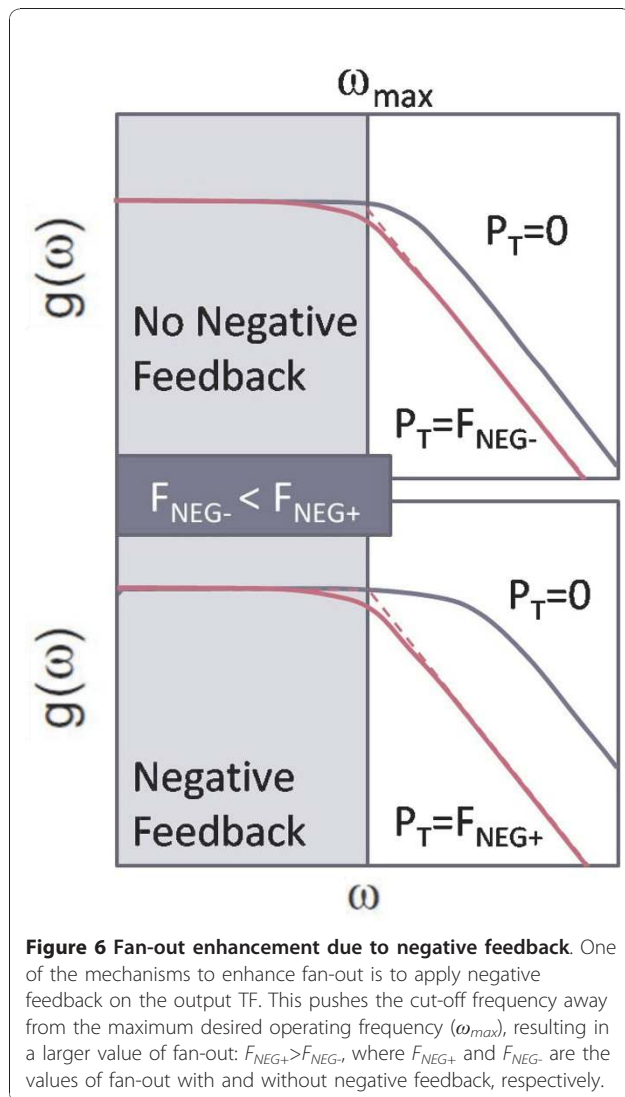 ω_max
g(ω)
P_T=0
No Negative
Feedback
P_T=F_NEG-
F_NEG- < F_NEG+
g(ω)
P_T=0
Negative
Feedback
P_T=F_NEG+
ω
Figure 6 Fan-out enhancement due to negative feedback. One
of the mechanisms to enhance fan-out is to apply negative
feedback on the output TF. This pushes the cut-off frequency away
from the maximum desired operating frequency (ω_max), resulting in
a larger value of fan-out: F_NEG+>F_NEG-, where F_NEG+ and F_NEG- are the
values of fan-out with and without negative feedback, respectively.